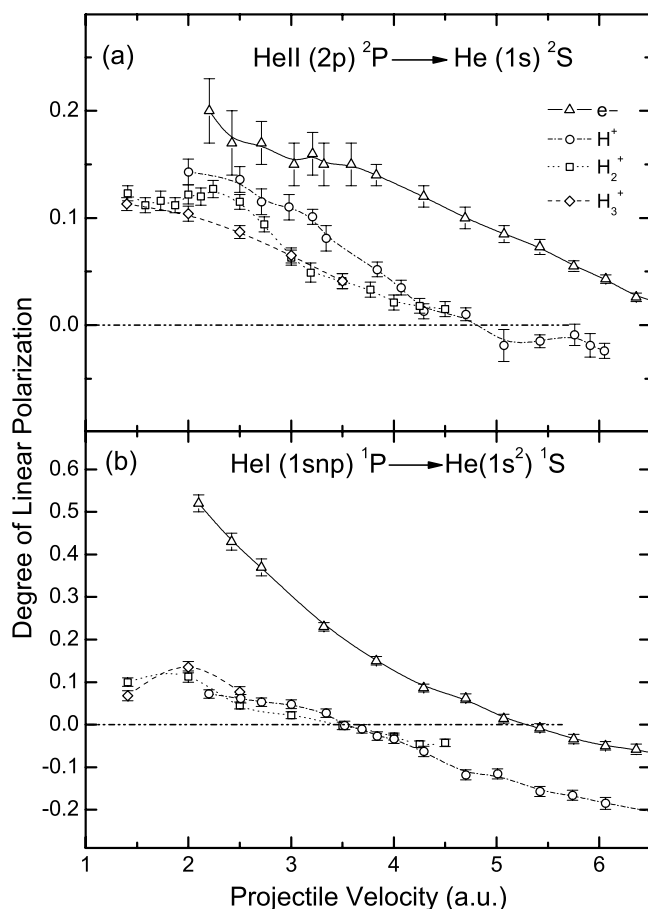 (a)
HeII (2p) ²P → He (1s) ²S
e-
H⁺
H₂⁺
H₃⁺
0.2
0.1
0.0
(b)
HeI (1snp) ¹P → He(1s²) ¹S
0.6
0.5
0.4
0.3
0.2
0.1
0.0
-0.1
-0.2
Degree of Linear Polarization
1 2 3 4 5 6
Projectile Velocity (a.u.)